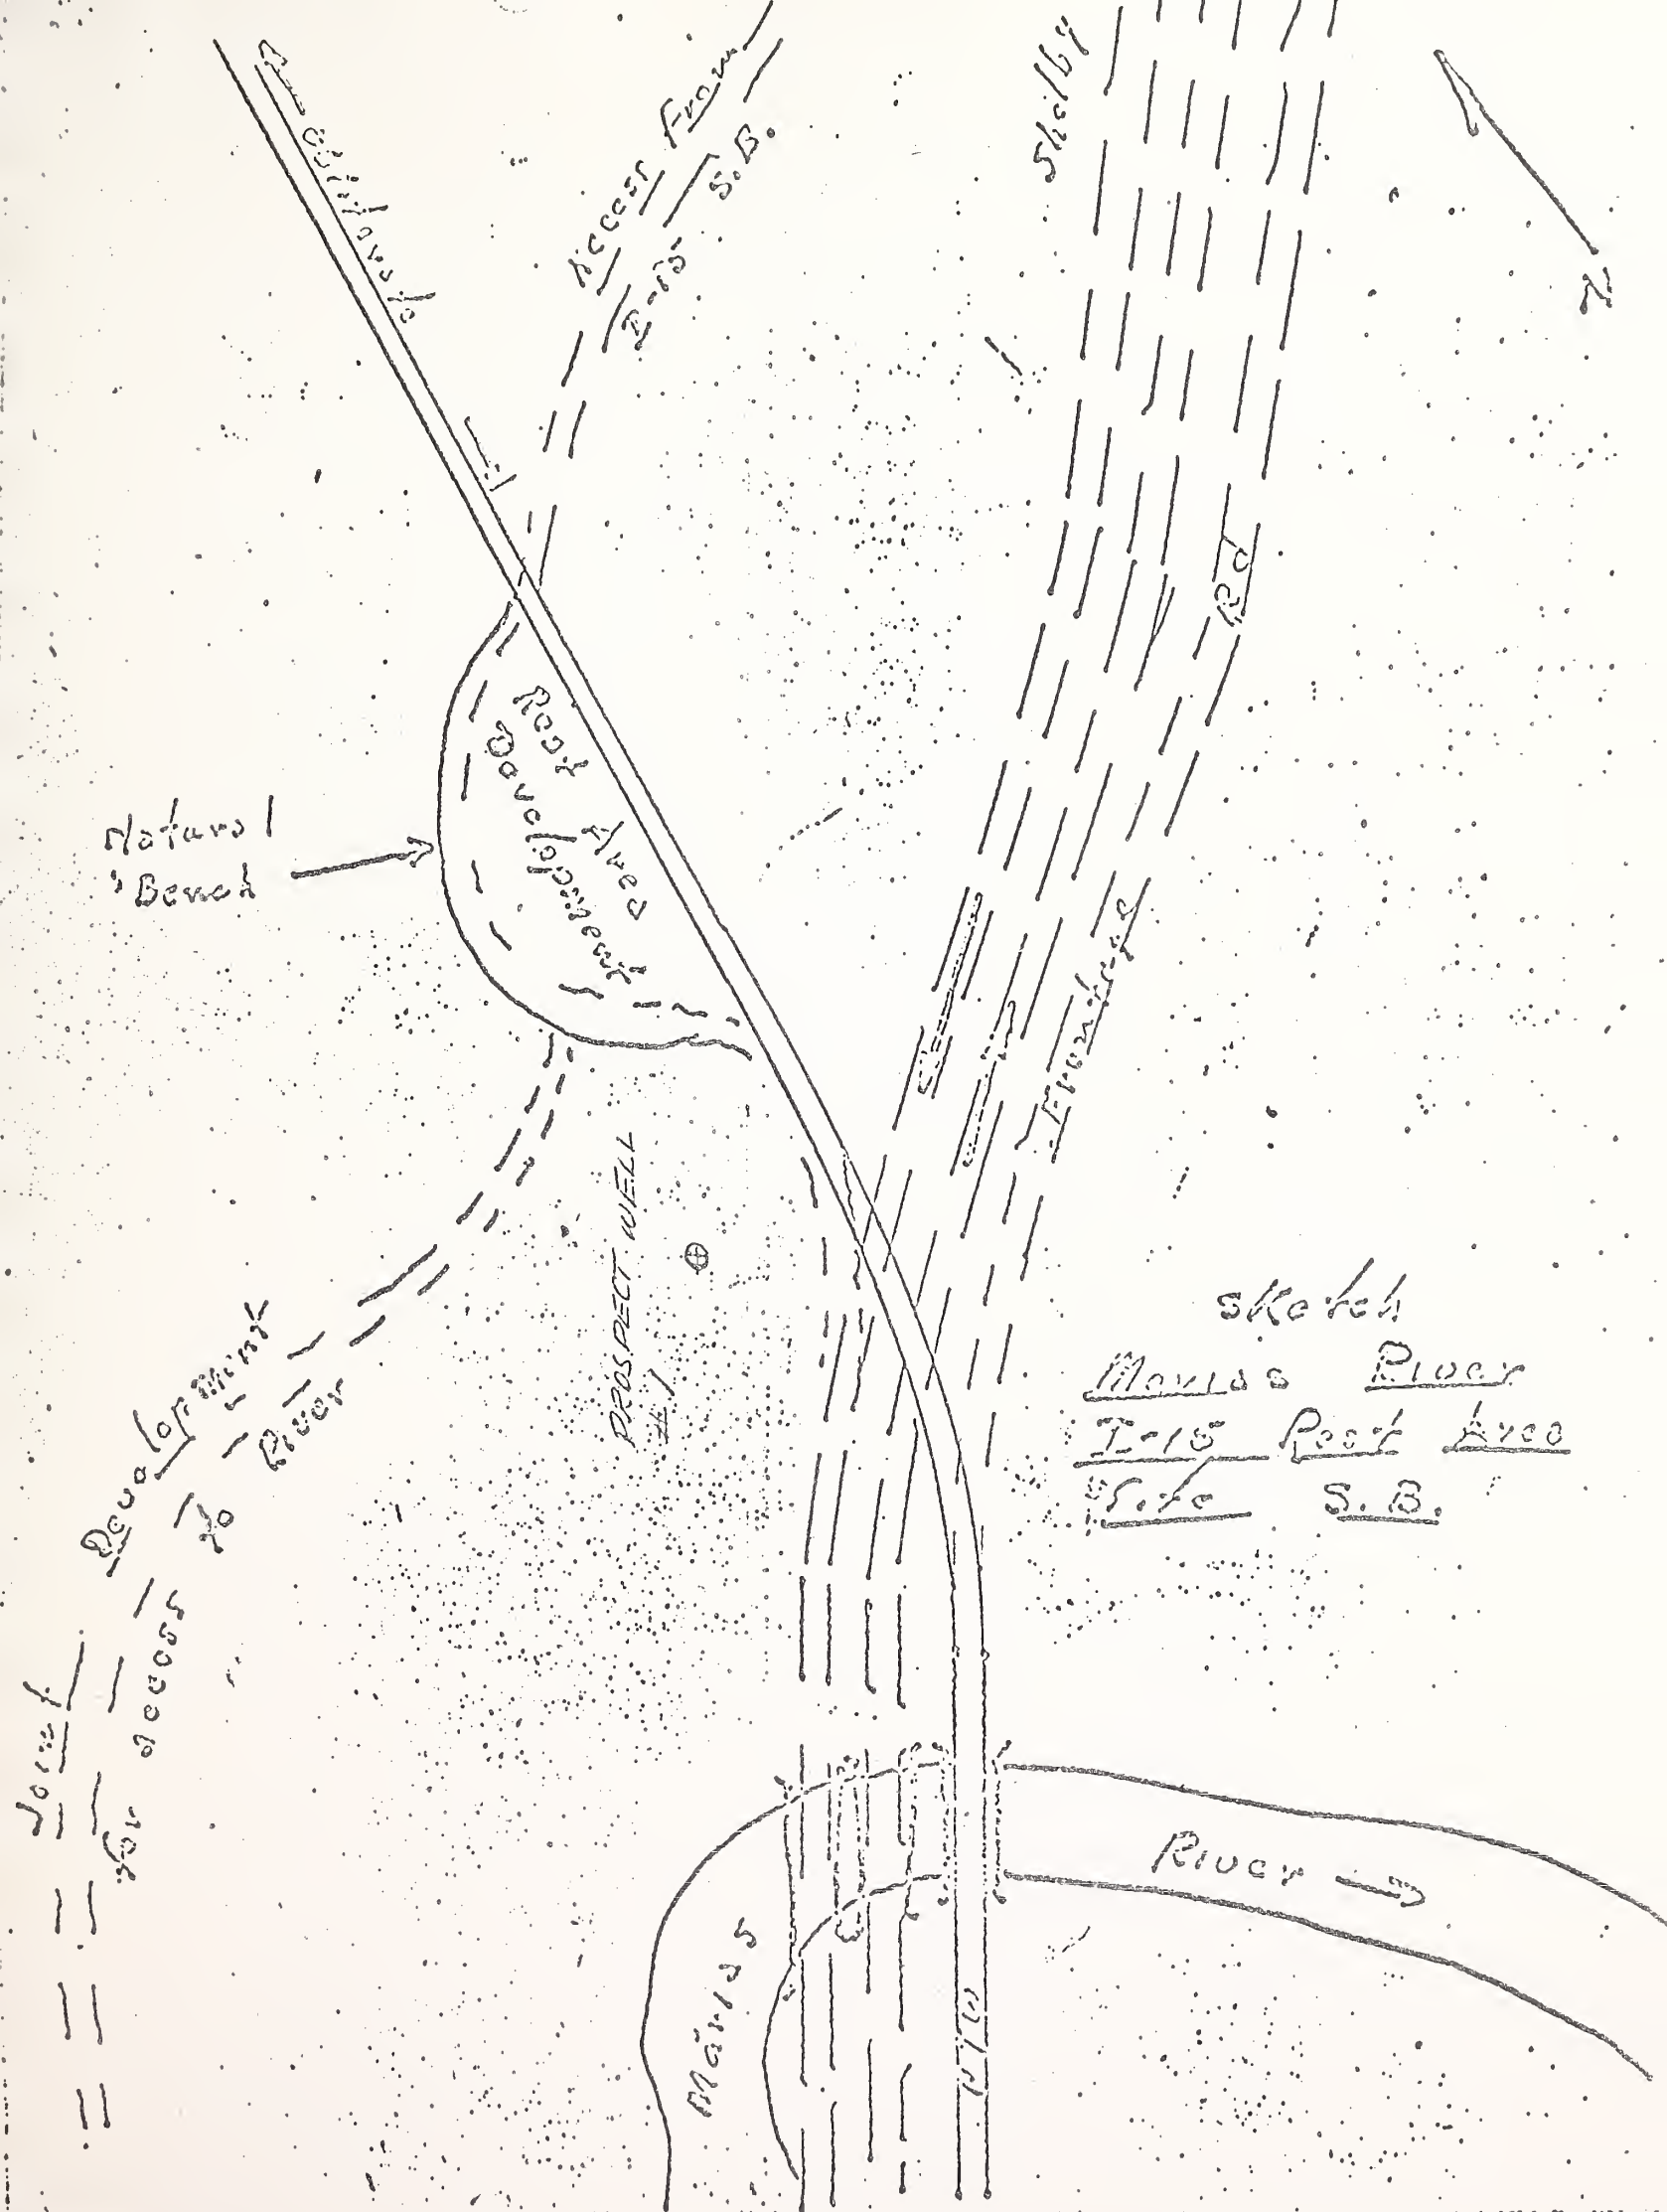 Access From
I-15 S.B.
Shelby
N
Rest Area
Development
Natural
Bench
Frontage
Rd
PROSPECT WELL
#1
Sketch
Marias River
I-15 Rest Area
Site S.B.
Joint Development
for access to River
Marias River